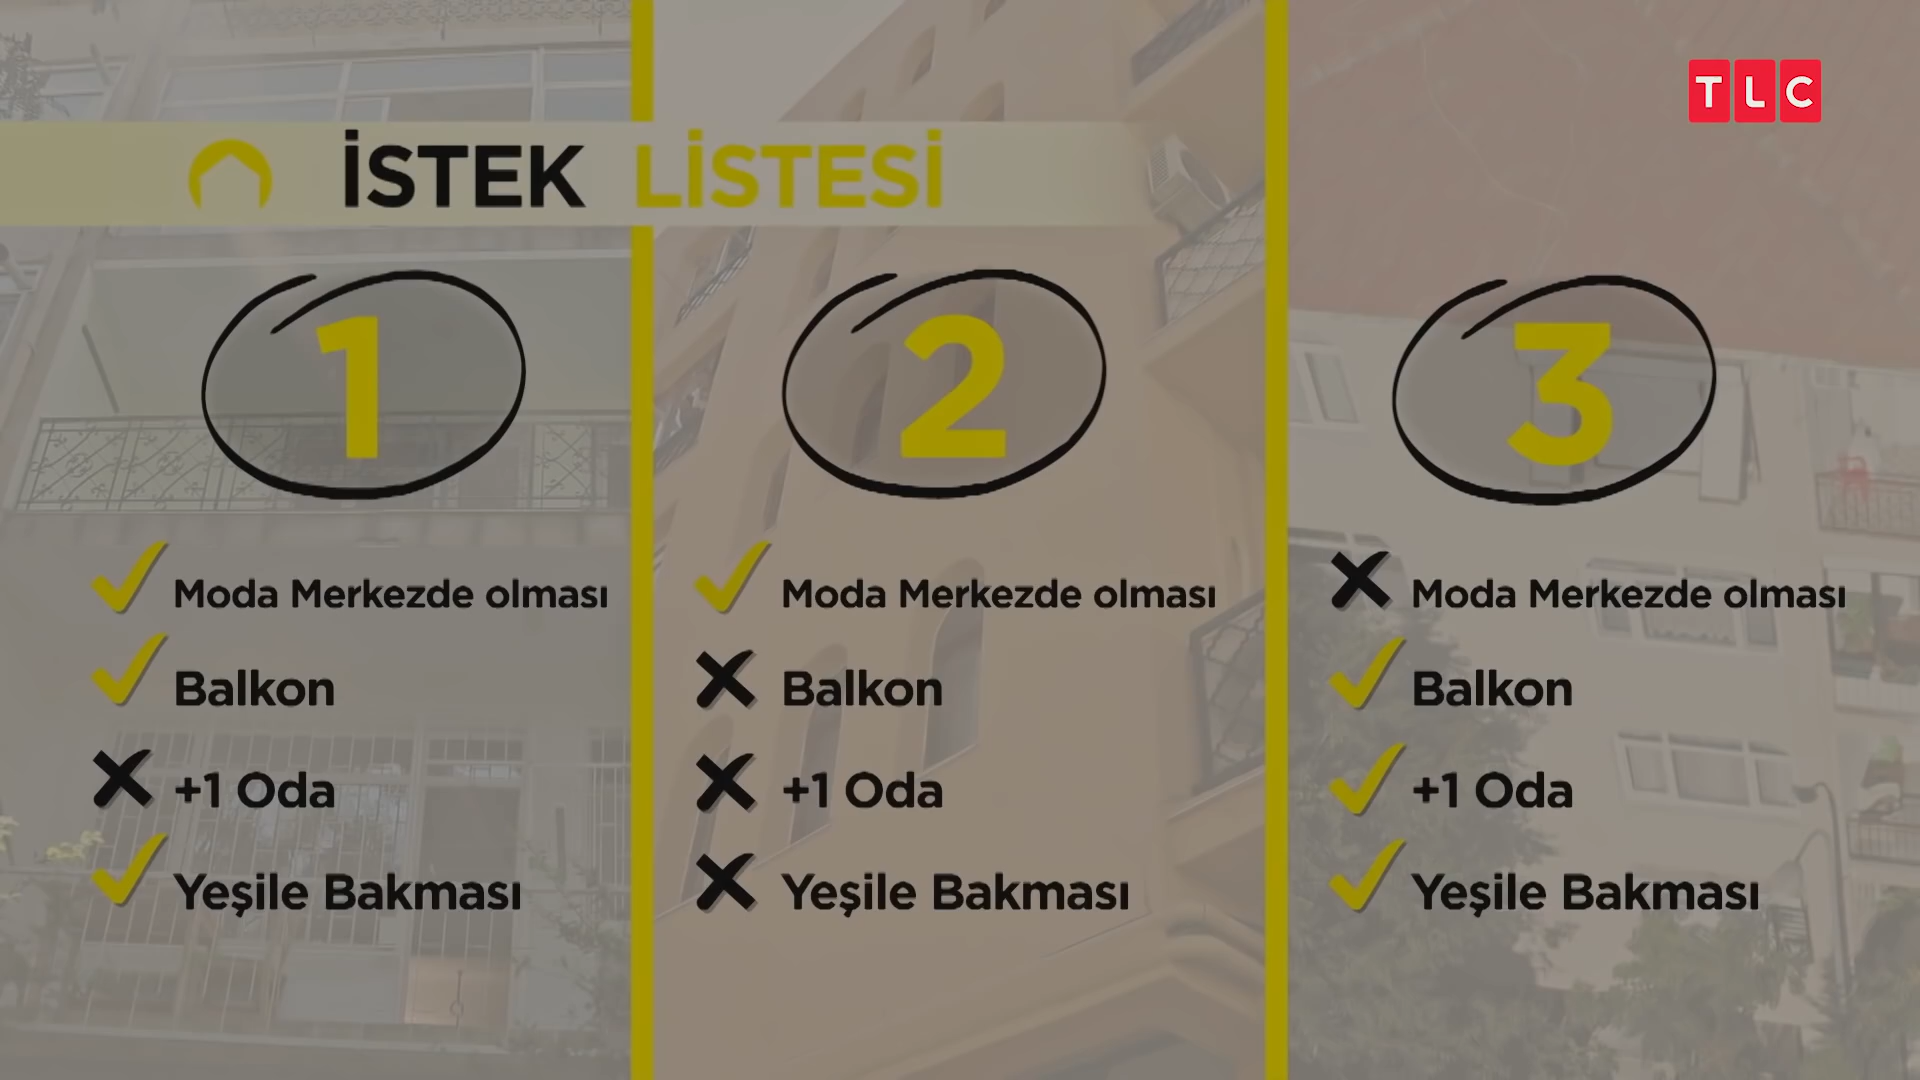 TLC
İSTEK LİSTESİ
1
Moda Merkezde olması
Balkon
+1 Oda
Yeşile Bakması
2
Moda Merkezde olması
Balkon
+1 Oda
Yeşile Bakması
3
Moda Merkezde olması
Balkon
+1 Oda
Yeşile Bakması